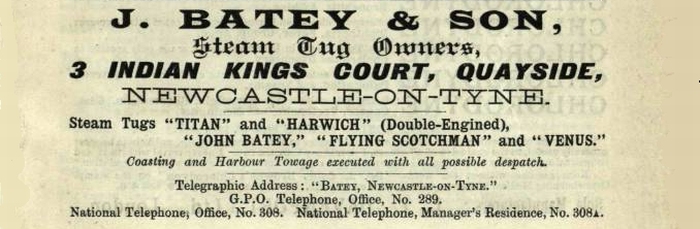 J. BATEY & SON,
Steam Tug Owners,
3 INDIAN KINGS COURT, QUAYSIDE,
NEWCASTLE-ON-TYNE.
Steam Tugs "TITAN" and "HARWICH" (Double-Engined),
"JOHN BATEY," "FLYING SCOTCHMAN" and "VENUS."
Coasting and Harbour Towage executed with all possible despatch.
Telegraphic Address: "BATEY, NEWCASTLE-ON-TYNE."
G.P.O. Telephone, Office, No. 289.
National Telephone, Office, No. 308. National Telephone, Manager's Residence, No. 308A.